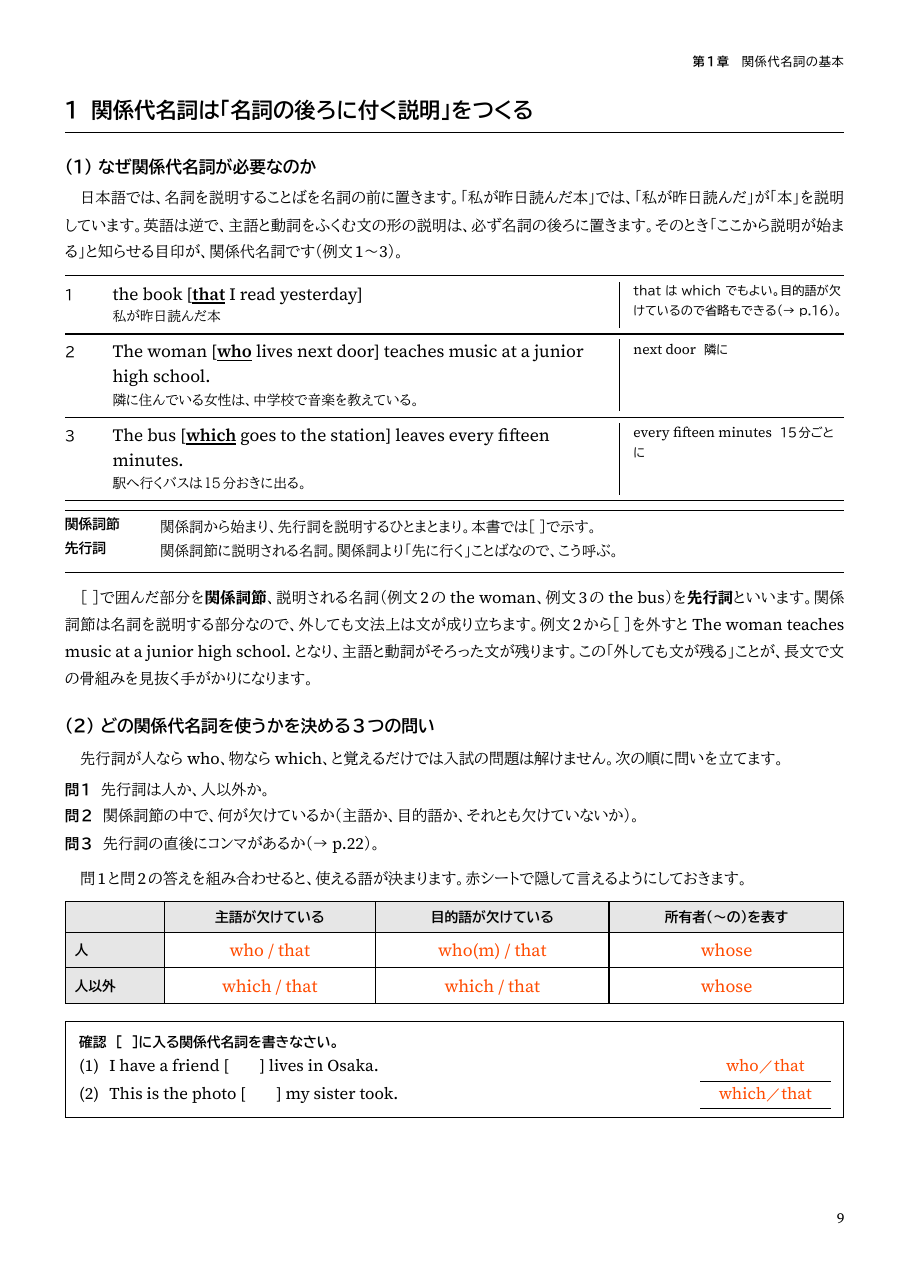 第1章　関係代名詞の基本
1 関係代名詞は「名詞の後ろに付く説明」をつくる
（1）なぜ関係代名詞が必要なのか
日本語では、名詞を説明することばを名詞の前に置きます。「私が昨日読んだ本」では、「私が昨日読んだ」が「本」を説明
しています。英語は逆で、主語と動詞をふくむ文の形の説明は、必ず名詞の後ろに置きます。そのとき「ここから説明が始ま
る」と知らせる目印が、関係代名詞です（例文1～3）。
1 the book [that I read yesterday]
私が昨日読んだ本
that は which でもよい。目的語が欠
けているので省略もできる（→ p.16）。
2 The woman [who lives next door] teaches music at a junior
high school.
隣に住んでいる女性は、中学校で音楽を教えている。
next door 隣に
3 The bus [which goes to the station] leaves every fifteen
minutes.
駅へ行くバスは15分おきに出る。
every fifteen minutes 15分ごと
に
関係詞節 関係詞から始まり、先行詞を説明するひとまとまり。本書では[ ]で示す。
先行詞 関係詞節に説明される名詞。関係詞より「先に行く」ことばなので、こう呼ぶ。
[ ]で囲んだ部分を関係詞節、説明される名詞（例文2の the woman、例文3の the bus）を先行詞といいます。関係
詞節は名詞を説明する部分なので、外しても文法上は文が成り立ちます。例文2から[ ]を外すと The woman teaches
music at a junior high school. となり、主語と動詞がそろった文が残ります。この「外しても文が残る」ことが、長文で文
の骨組みを見抜く手がかりになります。
（2）どの関係代名詞を使うかを決める3つの問い
先行詞が人なら who、物なら which、と覚えるだけでは入試の問題は解けません。次の順に問いを立てます。
問1 先行詞は人か、人以外か。
問2 関係詞節の中で、何が欠けているか（主語か、目的語か、それとも欠けていないか）。
問3 先行詞の直後にコンマがあるか（→ p.22）。
問1と問2の答えを組み合わせると、使える語が決まります。赤シートで隠して言えるようにしておきます。
主語が欠けている 目的語が欠けている 所有者（～の）を表す
人 who / that who(m) / that whose
人以外 which / that which / that whose
確認 [ ]に入る関係代名詞を書きなさい。
(1) I have a friend [ ] lives in Osaka. who／that
(2) This is the photo [ ] my sister took. which／that
9